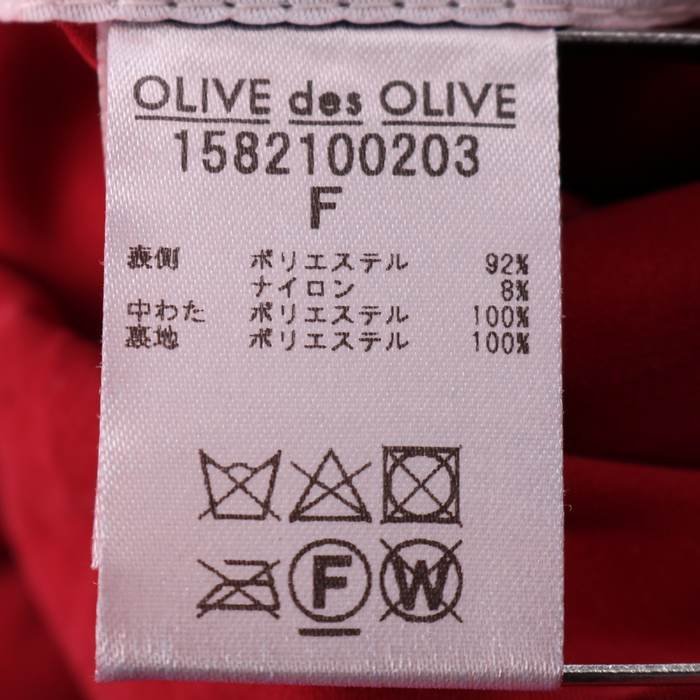 OLIVE des OLIVE
1582100203
F
表側 ポリエステル 92%
ナイロン 8%
中わた ポリエステル 100%
裏地 ポリエステル 100%
F W